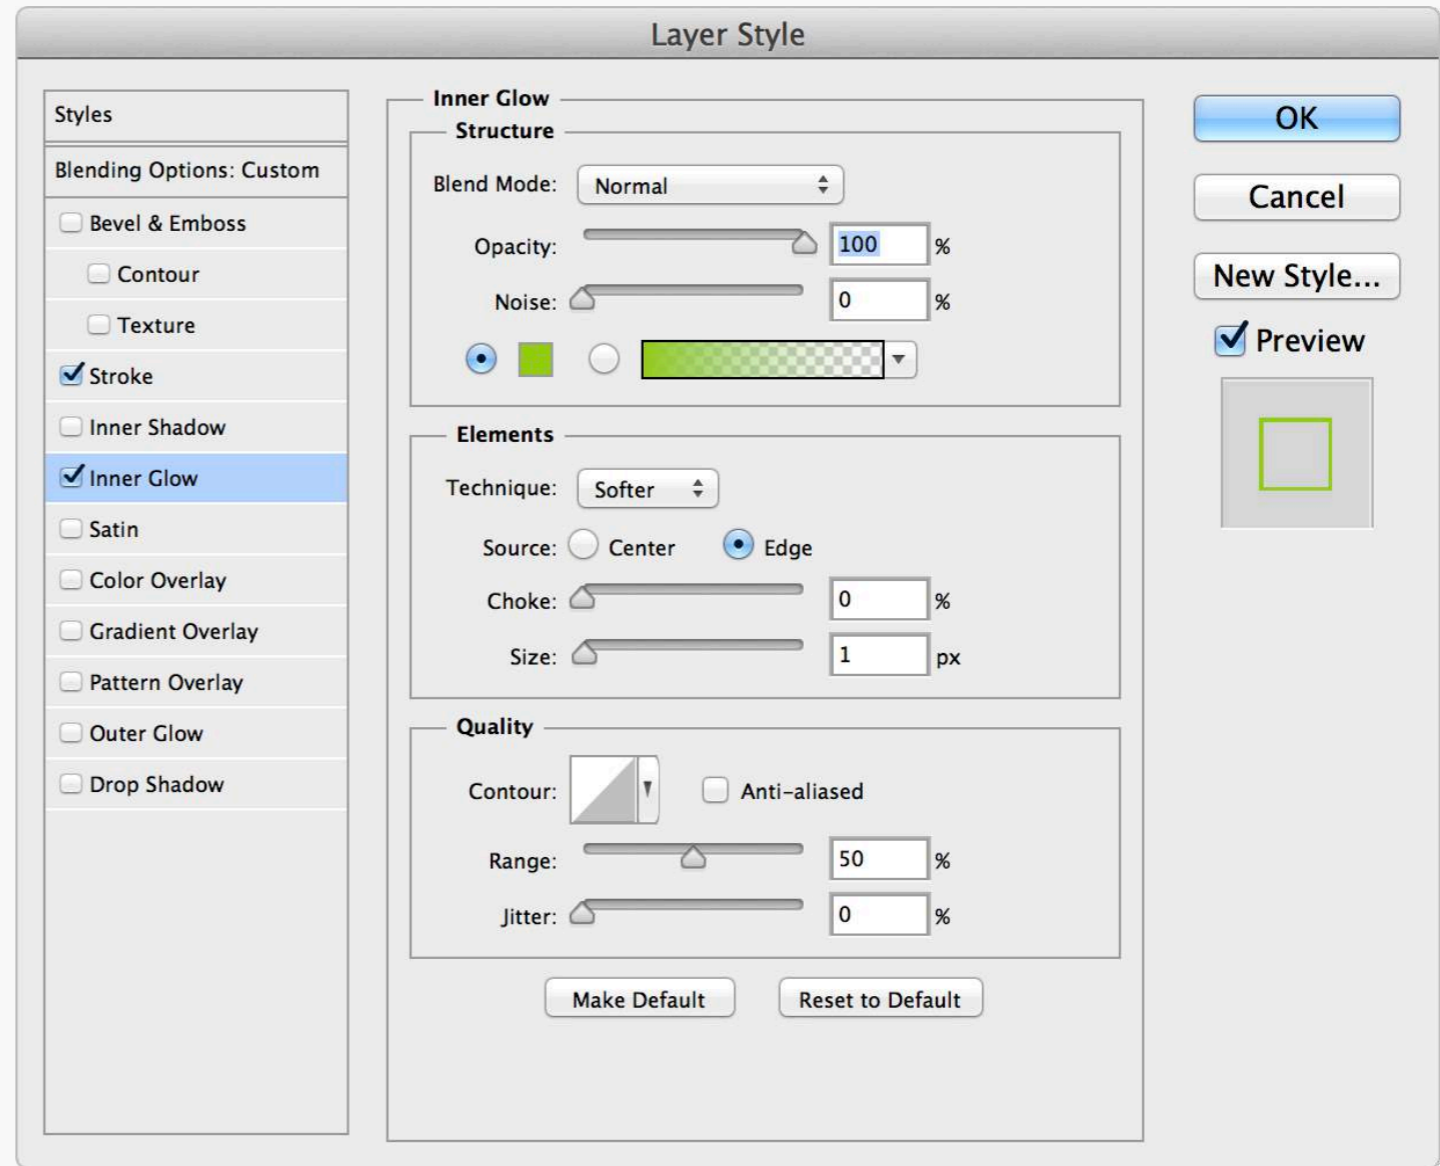 Layer Style
Styles
Blending Options: Custom
Bevel & Emboss
Contour
Texture
Stroke
Inner Shadow
Inner Glow
Satin
Color Overlay
Gradient Overlay
Pattern Overlay
Outer Glow
Drop Shadow
Inner Glow
Structure
Blend Mode: Normal
Opacity: 100 %
Noise: 0 %
Elements
Technique: Softer
Source: Center Edge
Choke: 0 %
Size: 1 px
Quality
Contour: Anti-aliased
Range: 50 %
Jitter: 0 %
Make Default Reset to Default
OK
Cancel
New Style...
Preview